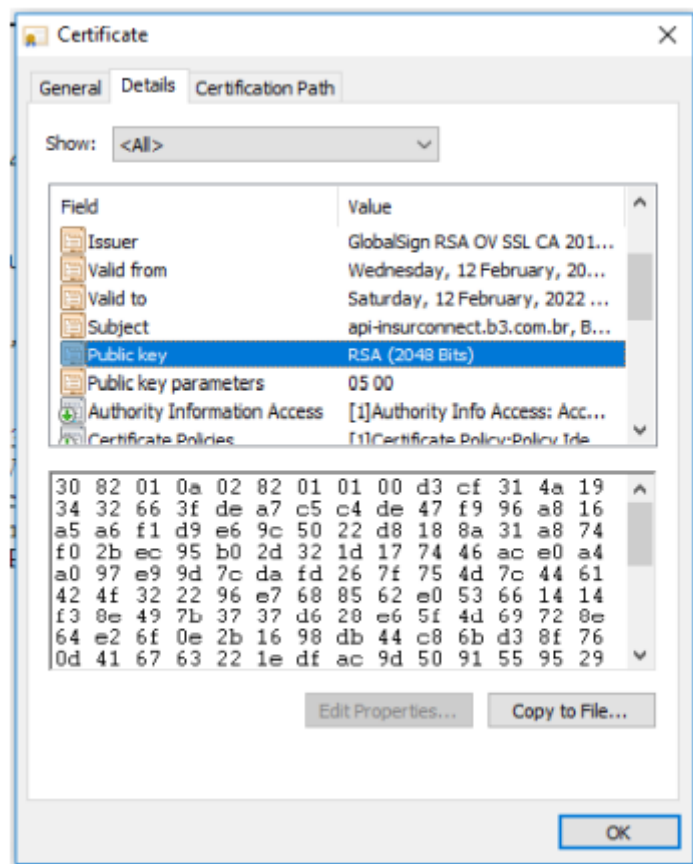 Certificate
General Details Certification Path
Show: <All>
Field Value
Issuer GlobalSign RSA OV SSL CA 201...
Valid from Wednesday, 12 February, 20...
Valid to Saturday, 12 February, 2022 ...
Subject api-insurconnect.b3.com.br, B...
Public key RSA (2048 Bits)
Public key parameters 05 00
Authority Information Access [1]Authority Info Access: Acc...
Certificate Policies [1]Certificate Policy:Policy Ide
30 82 01 0a 02 82 01 01 00 d3 cf 31 4a 19
34 32 66 3f de a7 c5 c4 de 47 f9 96 a8 16
a5 a6 f1 d9 e6 9c 50 22 d8 18 8a 31 a8 74
f0 2b ec 95 b0 2d 32 1d 17 74 46 ac e0 a4
a0 97 e9 9d 7c da fd 26 7f 75 4d 7c 44 61
42 4f 32 22 96 e7 68 85 62 e0 53 66 14 14
f3 8e 49 7b 37 37 d6 28 e6 5f 4d 69 72 8e
64 e2 6f 0e 2b 16 98 db 44 c8 6b d3 8f 76
0d 41 67 63 22 1e df ac 9d 50 91 55 95 29
Edit Properties... Copy to File...
OK